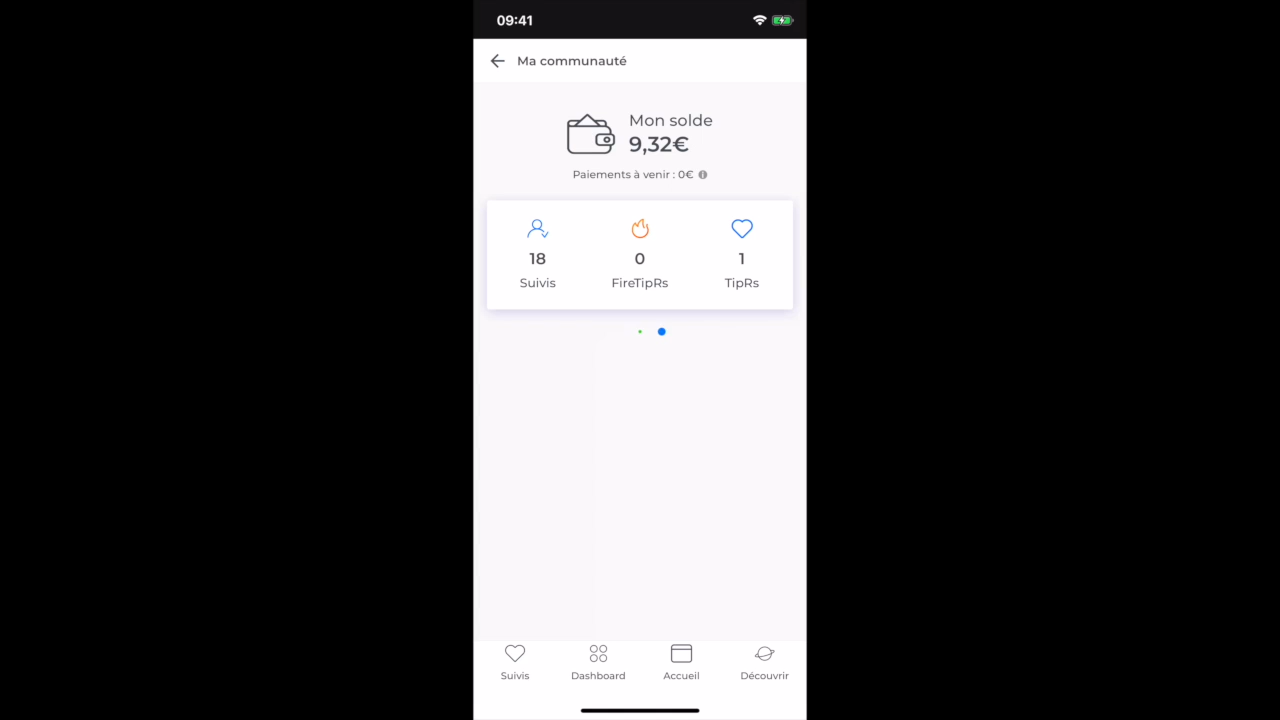 09:41
Ma communauté
Mon solde
9,32€
Paiements à venir : 0€
18
0
1
Suivis
FireTipRs
TipRs
Suivis
Dashboard
Accueil
Découvrir